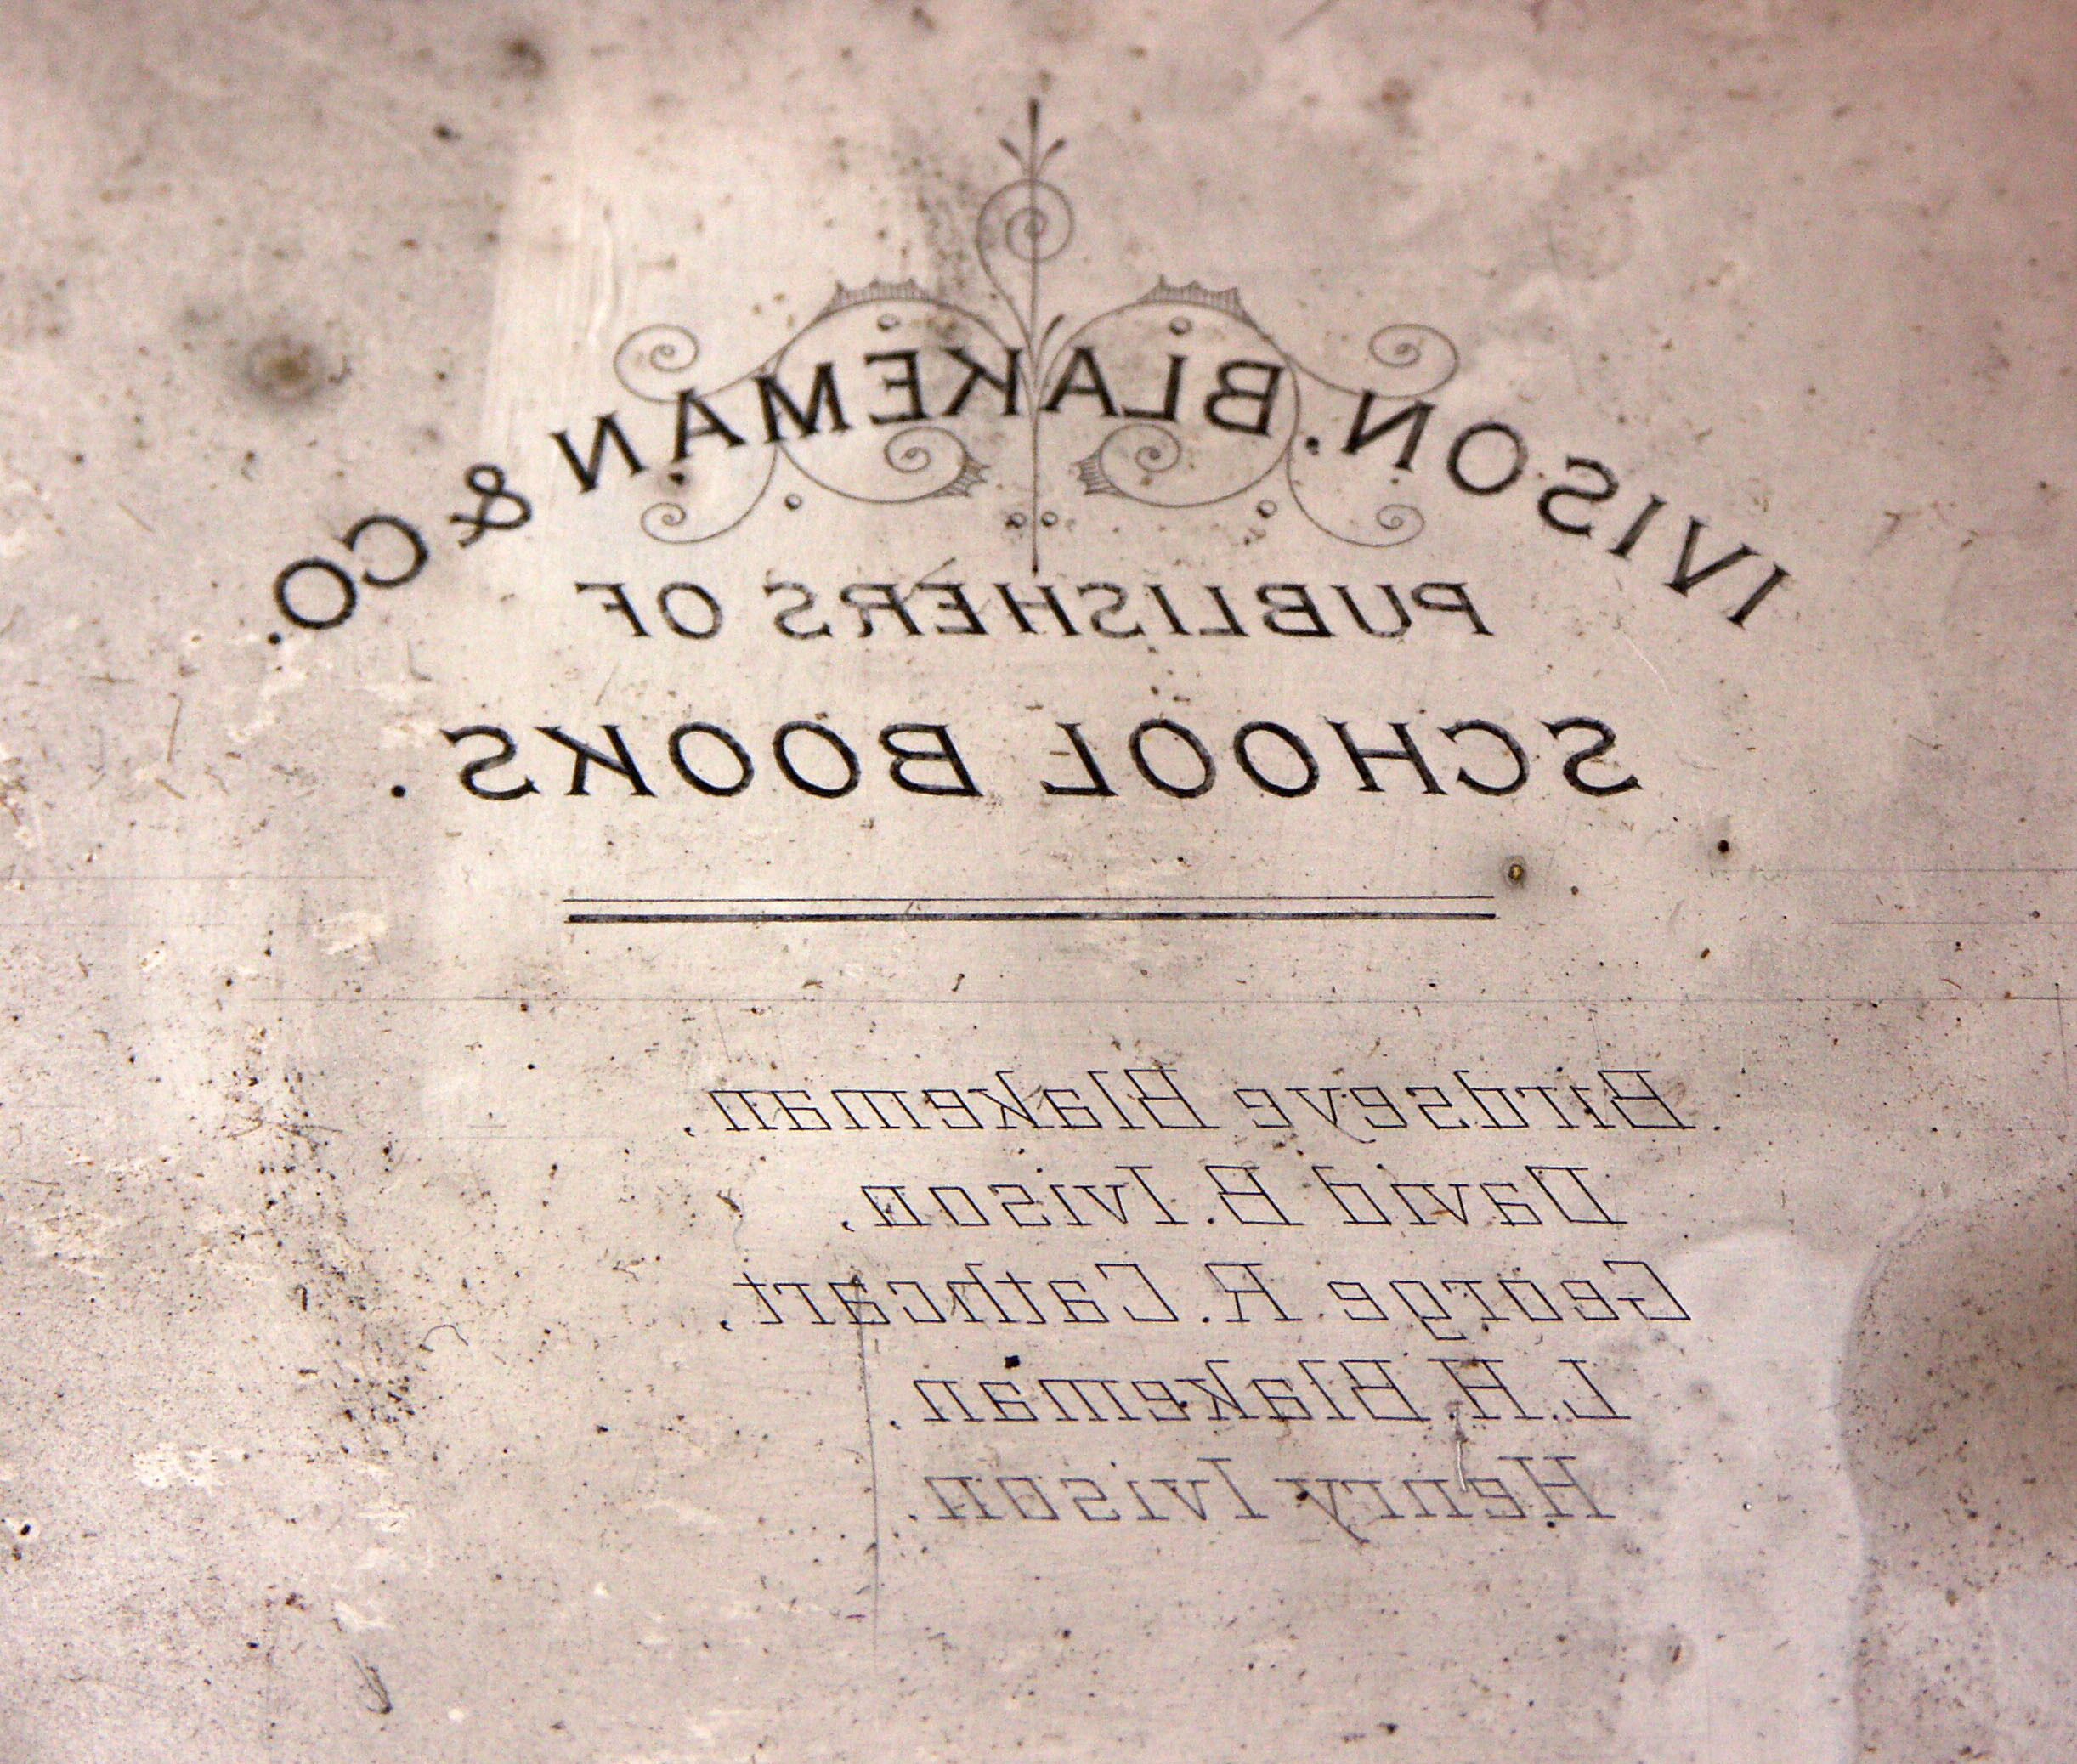 IVISON. BLAKEMAN & CO.
PUBLISHERS OF
SCHOOL BOOKS.
Birdseye Blakeman.
David B. Ivison.
George R. Cathcart.
L.H. Blakeman.
Henry Ivison.